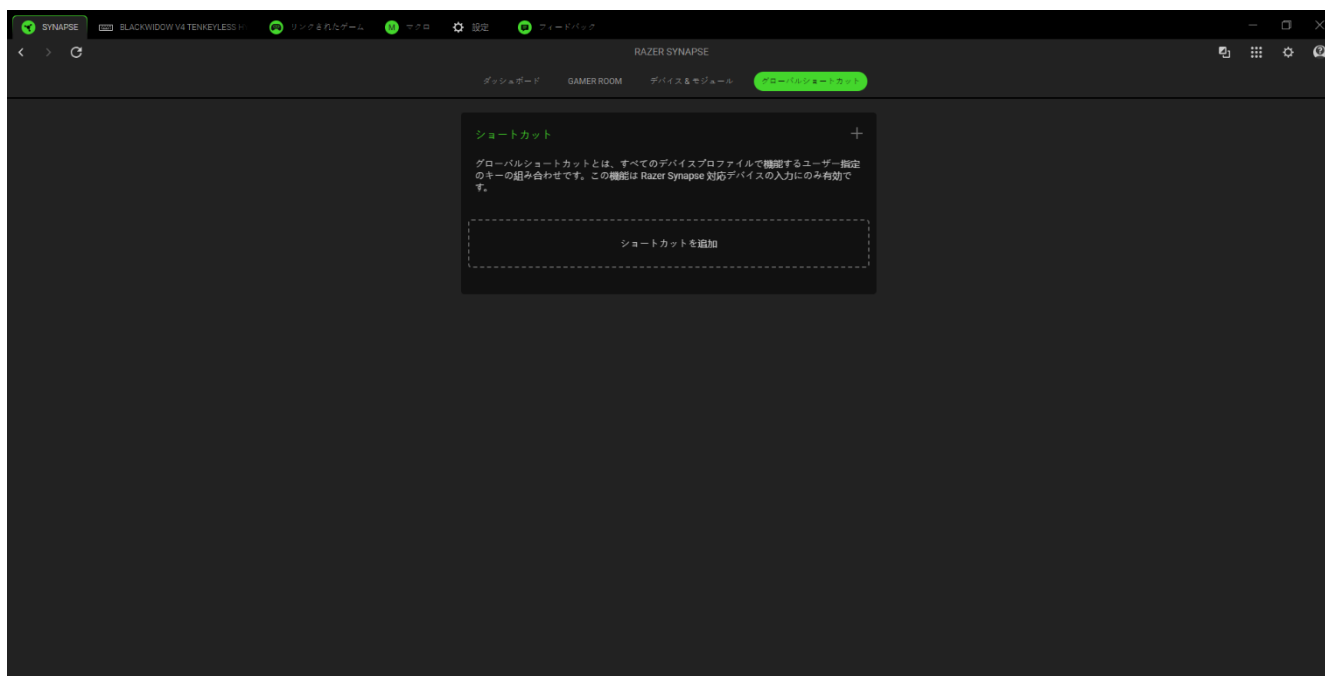 SYNAPSE
BLACKWIDOW V4 TENKEYLESS H
リンクされたゲーム
マクロ
設定
フィードバック
RAZER SYNAPSE
ダッシュボード
GAMER ROOM
デバイス & モジュール
グローバルショートカット
ショートカット
グローバルショートカットとは、すべてのデバイスプロファイルで機能するユーザー指定
のキーの組み合わせです。この機能は Razer Synapse 対応デバイスの入力にのみ有効で
す。
ショートカットを追加